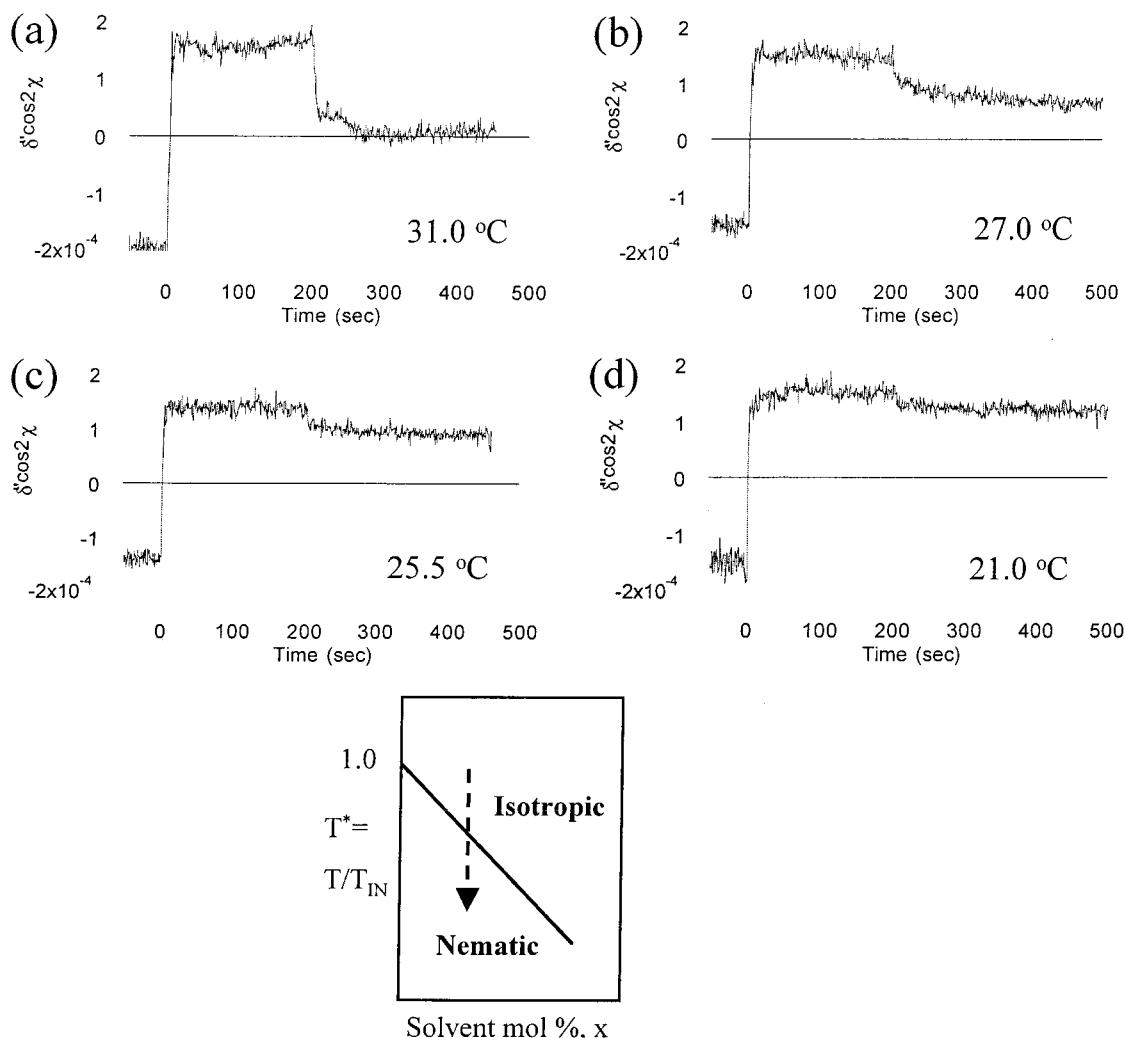 (a)
2
1
0
-1
-2x10⁻⁴
δ''cos2χ
31.0 °C
0 100 200 300 400 500
Time (sec)
(b)
2
1
0
-1
-2x10⁻⁴
δ''cos2χ
27.0 °C
0 100 200 300 400 500
Time (sec)
(c)
2
1
0
-1
-2x10⁻⁴
δ''cos2χ
25.5 °C
0 100 200 300 400 500
Time (sec)
(d)
2
1
0
-1
-2x10⁻⁴
δ''cos2χ
21.0 °C
0 100 200 300 400 500
Time (sec)
1.0
T*=
T/T_IN
Isotropic
Nematic
Solvent mol %, x